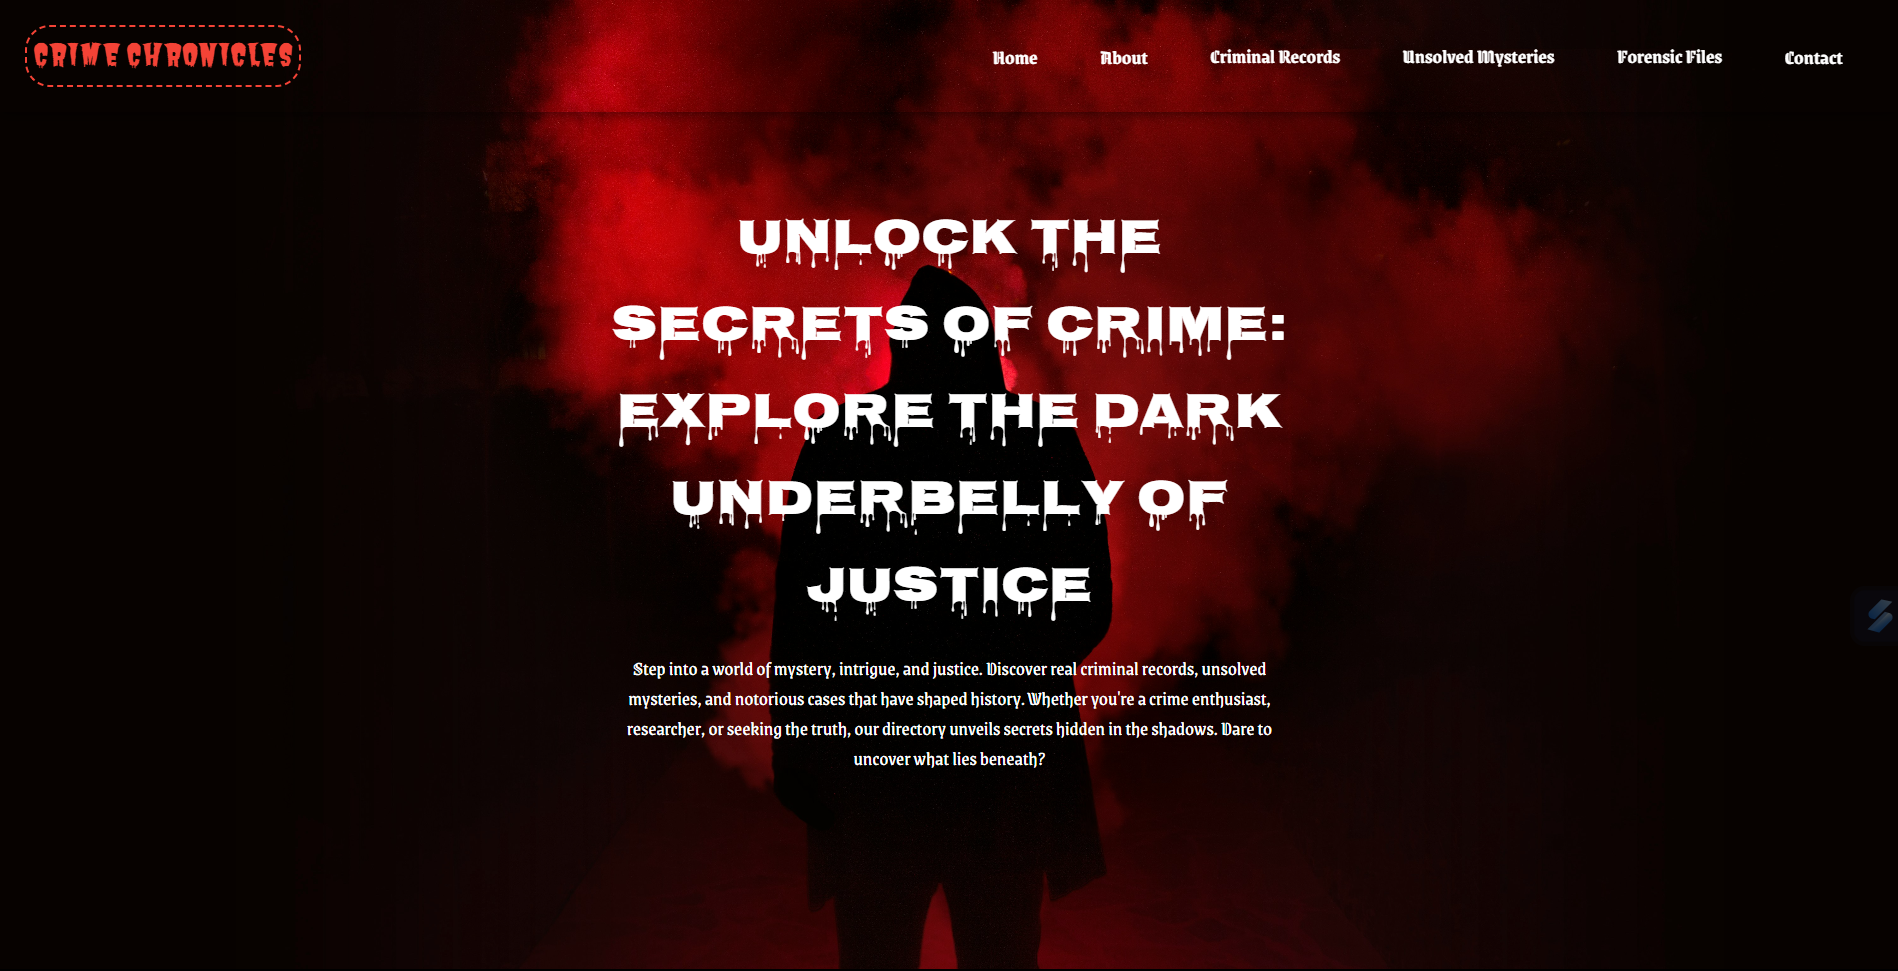 CRIME CHRONICLES
Home About Criminal Records Unsolved Mysteries Forensic Files Contact
UNLOCK THE
SECRETS OF CRIME:
EXPLORE THE DARK
UNDERBELLY OF
JUSTICE
Step into a world of mystery, intrigue, and justice. Discover real criminal records, unsolved
mysteries, and notorious cases that have shaped history. Whether you're a crime enthusiast,
researcher, or seeking the truth, our directory unveils secrets hidden in the shadows. Dare to
uncover what lies beneath?